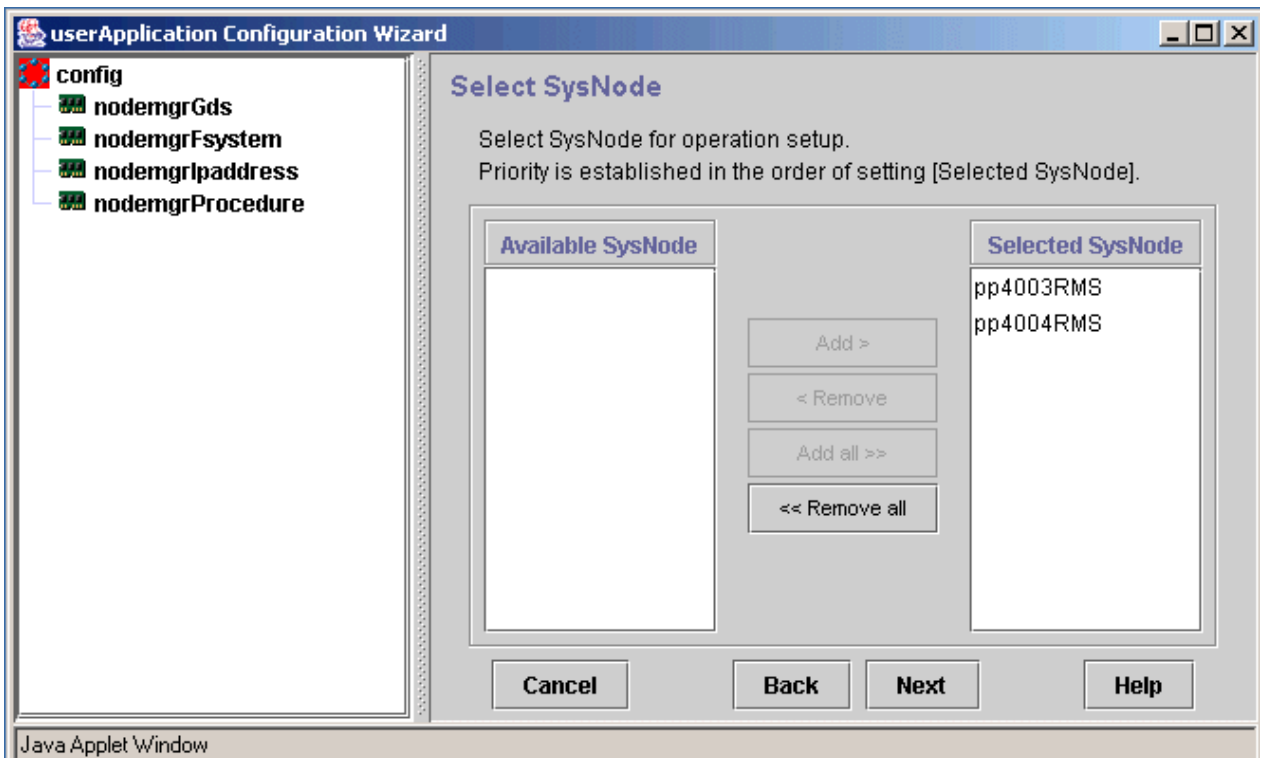 userApplication Configuration Wizard
config
nodemgrGds
nodemgrFsystem
nodemgrIpaddress
nodemgrProcedure
Select SysNode
Select SysNode for operation setup.
Priority is established in the order of setting [Selected SysNode].
Available SysNode
Selected SysNode
pp4003RMS
pp4004RMS
Add >
< Remove
Add all >>
<< Remove all
Cancel
Back
Next
Help
Java Applet Window